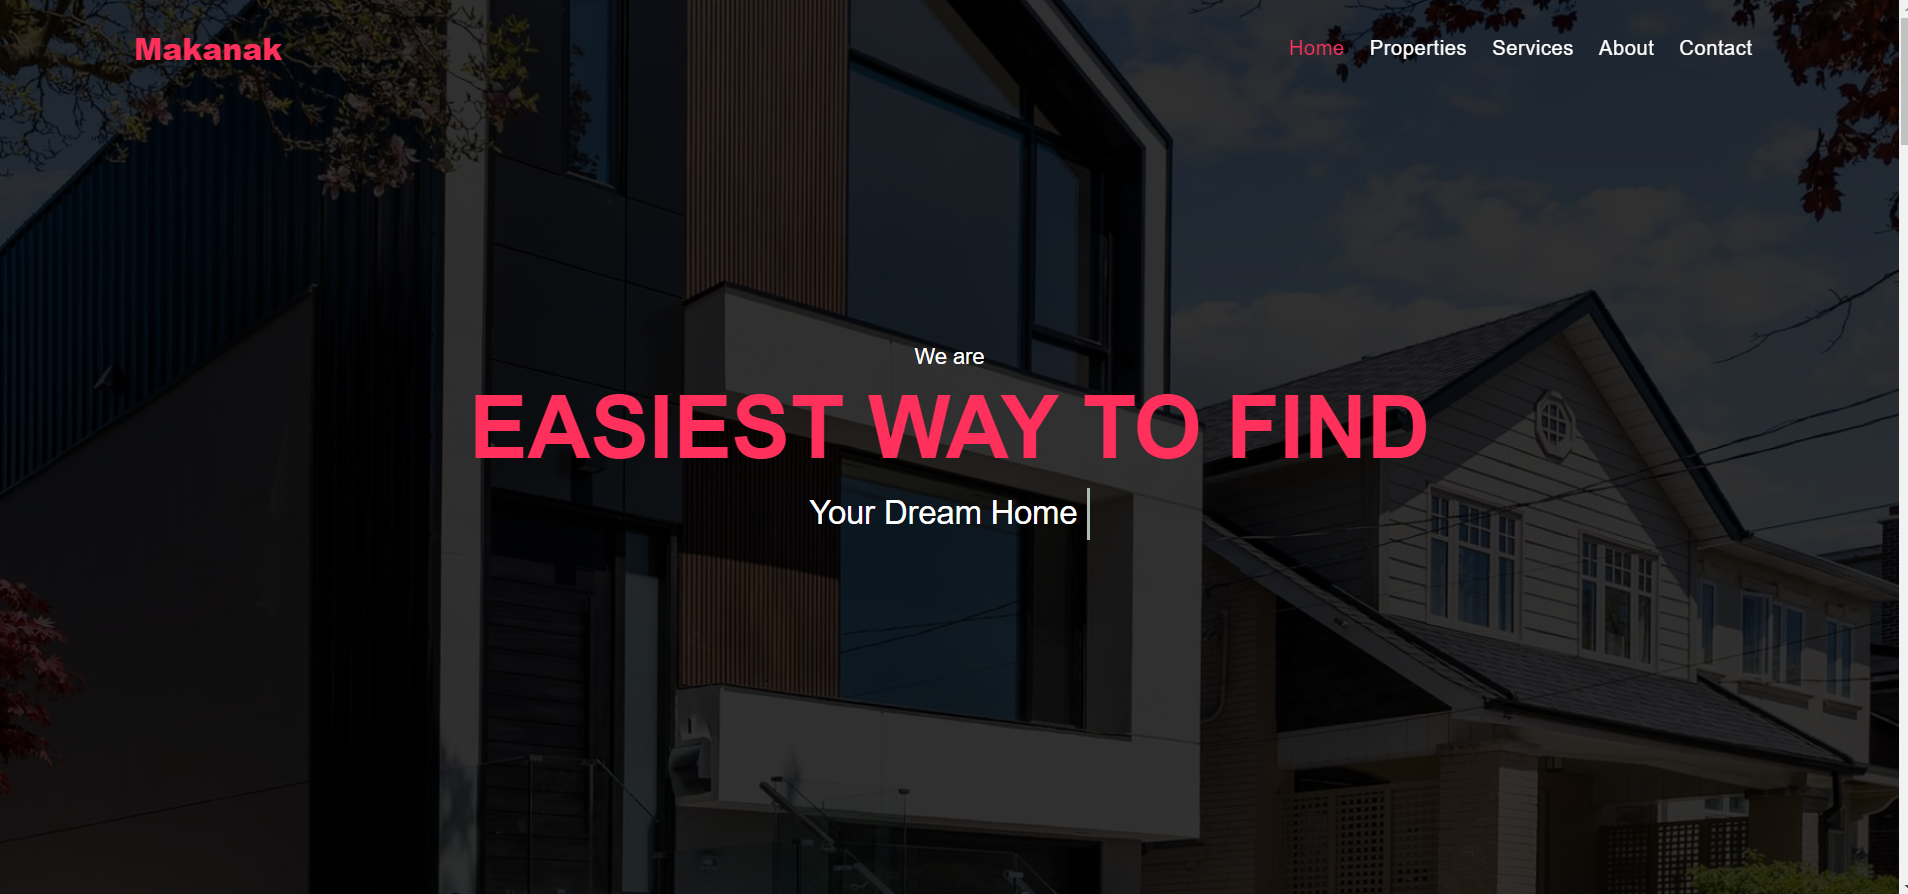 Makanak
Home Properties Services About Contact
We are
EASIEST WAY TO FIND
Your Dream Home